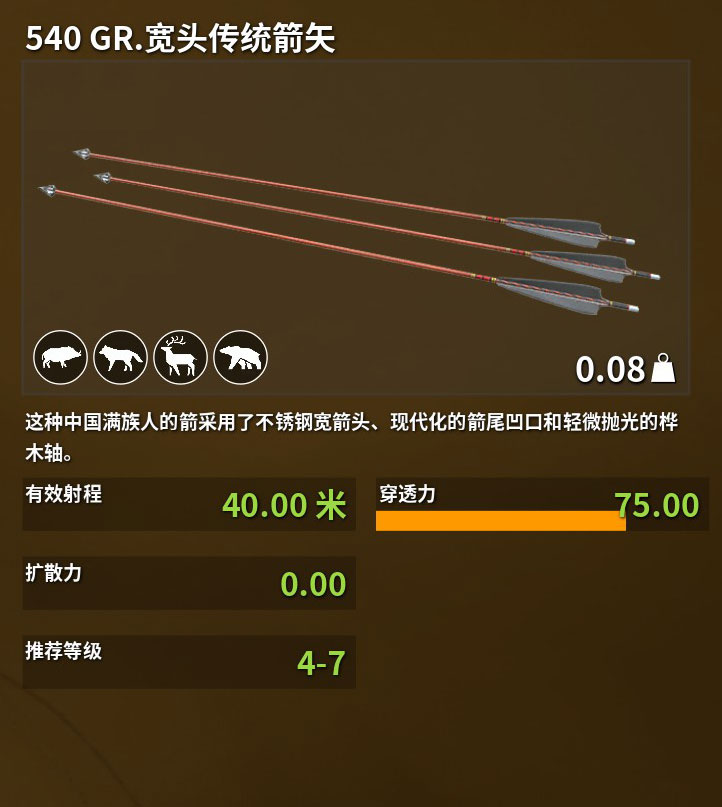 540 GR.宽头传统箭矢
0.08
这种中国满族人的箭采用了不锈钢宽箭头、现代化的箭尾凹口和轻微抛光的桦
木轴。
有效射程 40.00 米
穿透力 75.00
扩散力 0.00
推荐等级 4-7